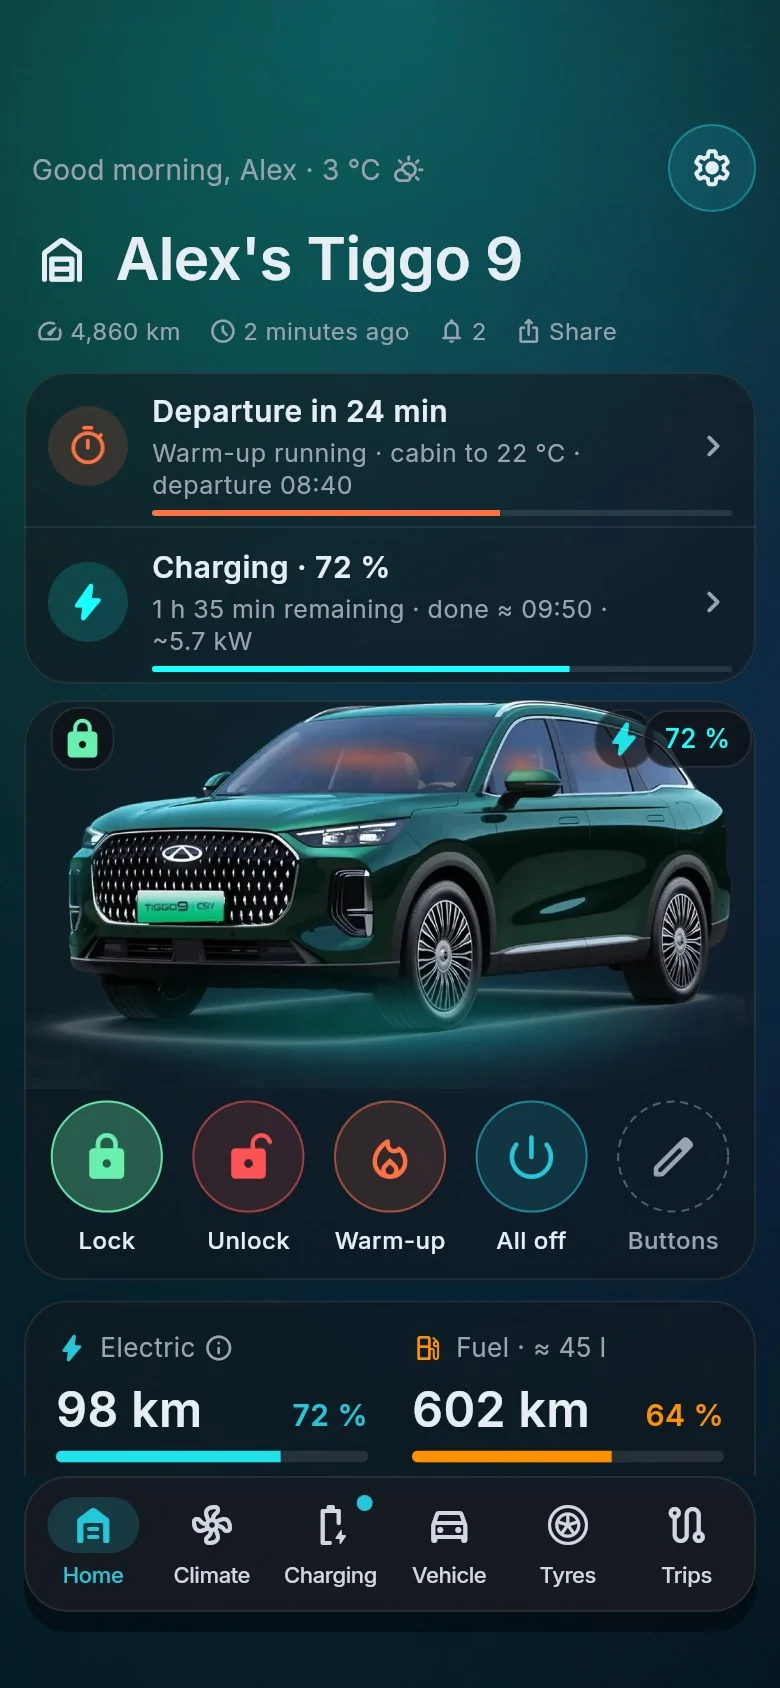 Good morning, Alex · 3 °C
Alex's Tiggo 9
4,860 km 2 minutes ago 2 Share
Departure in 24 min
Warm-up running · cabin to 22 °C ·
departure 08:40
Charging · 72 %
1 h 35 min remaining · done ≈ 09:50 ·
~5.7 kW
72 %
TIGGO9
Lock Unlock Warm-up All off Buttons
Electric Fuel · ≈ 45 l
98 km 72 % 602 km 64 %
Home Climate Charging Vehicle Tyres Trips